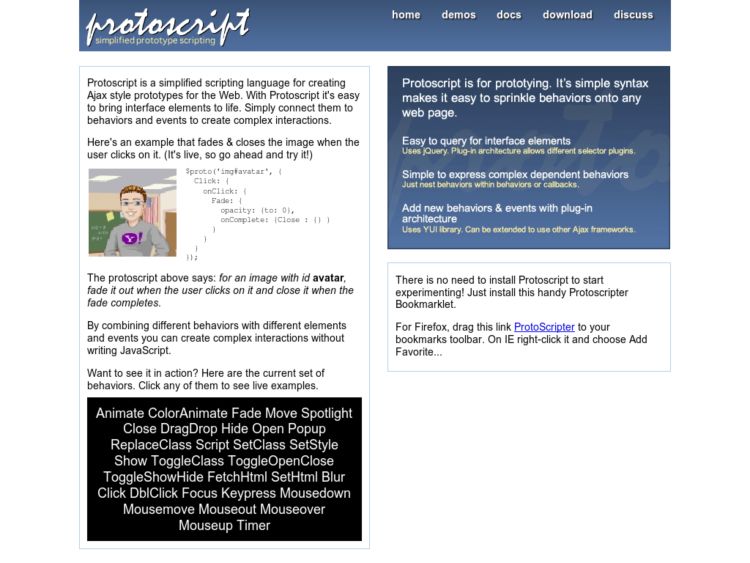 protoscript
simplified prototype scripting
home demos docs download discuss
Protoscript is a simplified scripting language for creating
Ajax style prototypes for the Web. With Protoscript it's easy
to bring interface elements to life. Simply connect them to
behaviors and events to create complex interactions.
Here's an example that fades & closes the image when the
user clicks on it. (It's live, so go ahead and try it!)
$proto('img#avatar', {
Click: {
onClick: {
Fade: {
opacity: {to: 0},
onComplete: {Close : {} }
}
}
}
});
Y!
The protoscript above says: for an image with id avatar,
fade it out when the user clicks on it and close it when the
fade completes.
By combining different behaviors with different elements
and events you can create complex interactions without
writing JavaScript.
Want to see it in action? Here are the current set of
behaviors. Click any of them to see live examples.
Animate ColorAnimate Fade Move Spotlight
Close DragDrop Hide Open Popup
ReplaceClass Script SetClass SetStyle
Show ToggleClass ToggleOpenClose
ToggleShowHide FetchHtml SetHtml Blur
Click DblClick Focus Keypress Mousedown
Mousemove Mouseout Mouseover
Mouseup Timer
Protoscript is for prototying. It's simple syntax
makes it easy to sprinkle behaviors onto any
web page.
Easy to query for interface elements
Uses jQuery. Plug-in architecture allows different selector plugins.
Simple to express complex dependent behaviors
Just nest behaviors within behaviors or callbacks.
Add new behaviors & events with plug-in
architecture
Uses YUI library. Can be extended to use other Ajax frameworks.
There is no need to install Protoscript to start
experimenting! Just install this handy Protoscripter
Bookmarklet.
For Firefox, drag this link ProtoScripter to your
bookmarks toolbar. On IE right-click it and choose Add
Favorite...